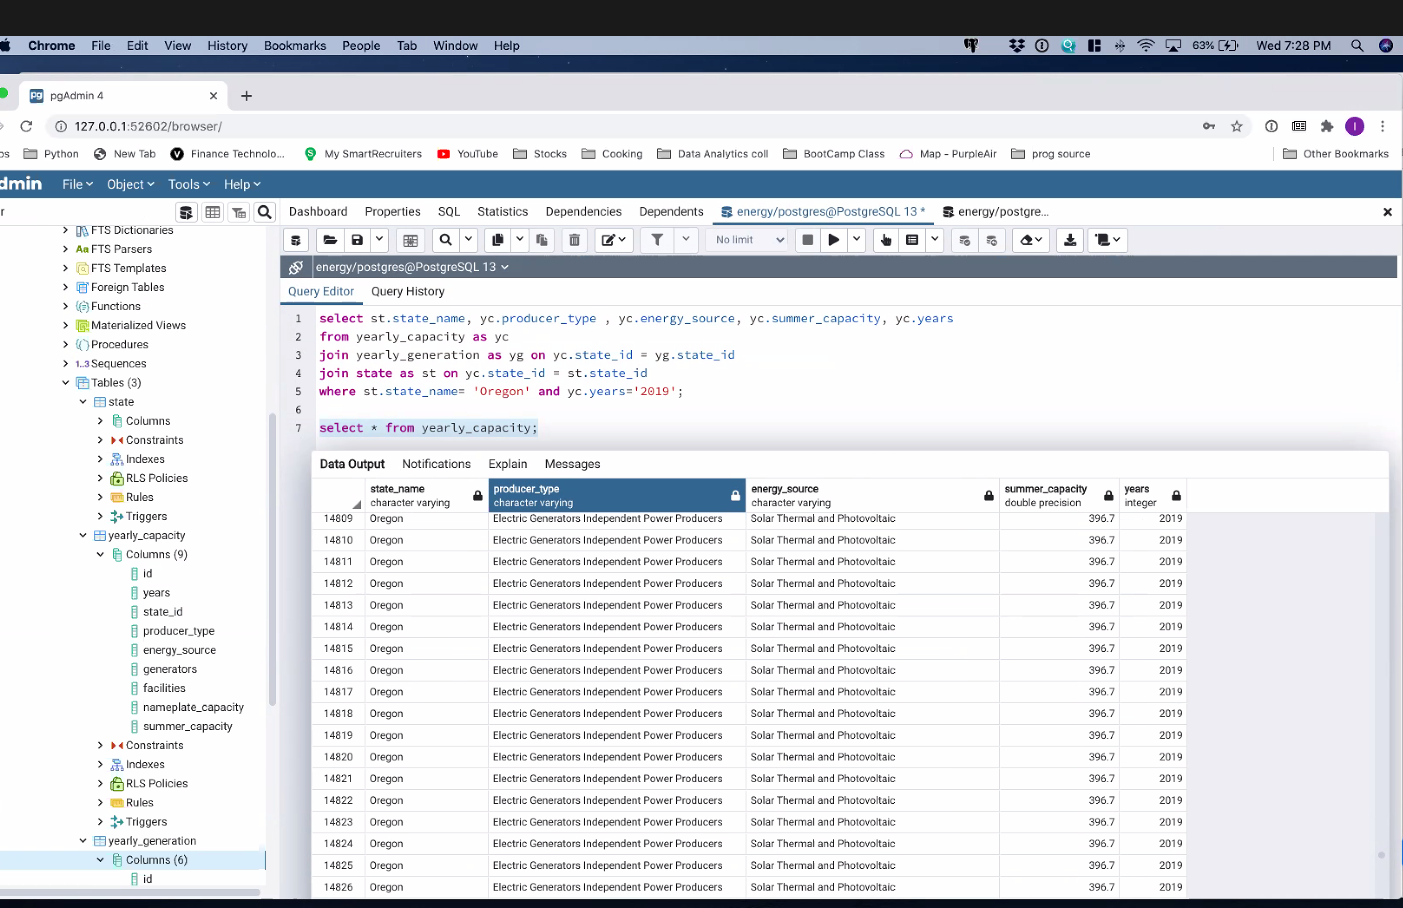 Chrome File Edit View History Bookmarks People Tab Window Help 63% Wed 7:28 PM
pg pgAdmin 4
127.0.0.1:52602/browser/ I
os Python New Tab Finance Technolo... My SmartRecruiters YouTube Stocks Cooking Data Analytics coll BootCamp Class Map - PurpleAir prog source Other Bookmarks
dmin File Object Tools Help
r Dashboard Properties SQL Statistics Dependencies Dependents energy/postgres@PostgreSQL 13 * energy/postgre...
No limit
energy/postgres@PostgreSQL 13
Query Editor Query History
1 select st.state_name, yc.producer_type , yc.energy_source, yc.summer_capacity, yc.years
2 from yearly_capacity as yc
3 join yearly_generation as yg on yc.state_id = yg.state_id
4 join state as st on yc.state_id = st.state_id
5 where st.state_name= 'Oregon' and yc.years='2019';
6
7 select * from yearly_capacity;
FTS Dictionaries
Aa FTS Parsers
FTS Templates
Foreign Tables
Functions
Materialized Views
Procedures
1..3 Sequences
Tables (3)
state
Columns
Constraints
Indexes
RLS Policies
Rules
Triggers
yearly_capacity
Columns (9)
id
years
state_id
producer_type
energy_source
generators
facilities
nameplate_capacity
summer_capacity
Constraints
Indexes
RLS Policies
Rules
Triggers
yearly_generation
Columns (6)
id
Data Output Notifications Explain Messages
state_name producer_type energy_source summer_capacity years
character varying character varying character varying double precision integer
14809 Oregon Electric Generators Independent Power Producers Solar Thermal and Photovoltaic 396.7 2019
14810 Oregon Electric Generators Independent Power Producers Solar Thermal and Photovoltaic 396.7 2019
14811 Oregon Electric Generators Independent Power Producers Solar Thermal and Photovoltaic 396.7 2019
14812 Oregon Electric Generators Independent Power Producers Solar Thermal and Photovoltaic 396.7 2019
14813 Oregon Electric Generators Independent Power Producers Solar Thermal and Photovoltaic 396.7 2019
14814 Oregon Electric Generators Independent Power Producers Solar Thermal and Photovoltaic 396.7 2019
14815 Oregon Electric Generators Independent Power Producers Solar Thermal and Photovoltaic 396.7 2019
14816 Oregon Electric Generators Independent Power Producers Solar Thermal and Photovoltaic 396.7 2019
14817 Oregon Electric Generators Independent Power Producers Solar Thermal and Photovoltaic 396.7 2019
14818 Oregon Electric Generators Independent Power Producers Solar Thermal and Photovoltaic 396.7 2019
14819 Oregon Electric Generators Independent Power Producers Solar Thermal and Photovoltaic 396.7 2019
14820 Oregon Electric Generators Independent Power Producers Solar Thermal and Photovoltaic 396.7 2019
14821 Oregon Electric Generators Independent Power Producers Solar Thermal and Photovoltaic 396.7 2019
14822 Oregon Electric Generators Independent Power Producers Solar Thermal and Photovoltaic 396.7 2019
14823 Oregon Electric Generators Independent Power Producers Solar Thermal and Photovoltaic 396.7 2019
14824 Oregon Electric Generators Independent Power Producers Solar Thermal and Photovoltaic 396.7 2019
14825 Oregon Electric Generators Independent Power Producers Solar Thermal and Photovoltaic 396.7 2019
14826 Oregon Electric Generators Independent Power Producers Solar Thermal and Photovoltaic 396.7 2019